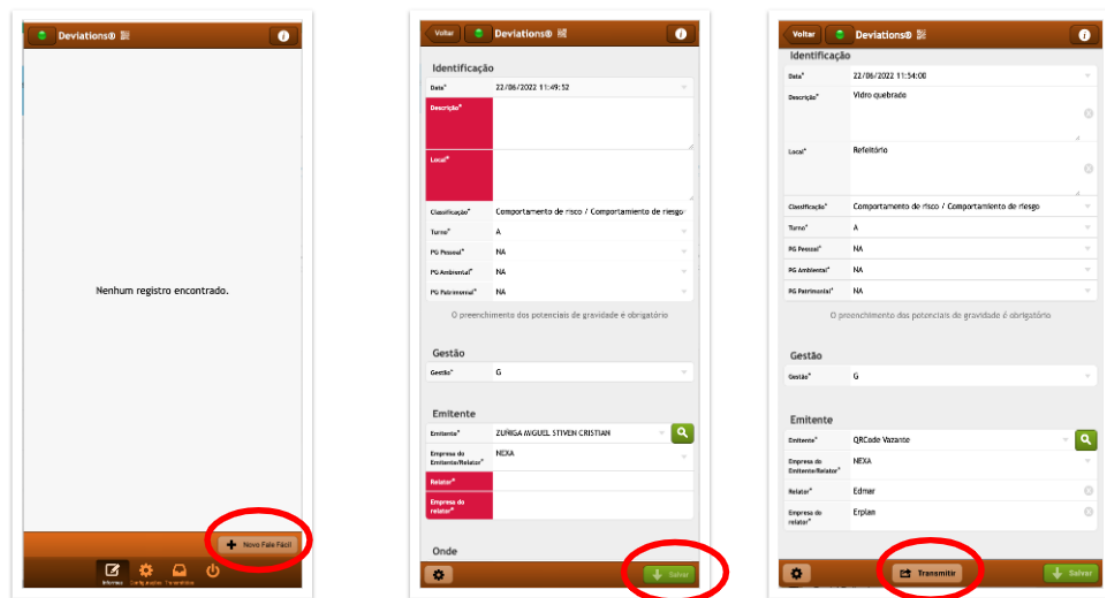 Deviations®
Nenhum registro encontrado.
Novo Fale Fácil
Informes Configurações Transmitidos
Voltar Deviations®
Identificação
Data* 22/06/2022 11:49:52
Descrição*
Local*
Classificação* Comportamento de risco / Comportamiento de riesgo
Turno* A
PG Pessoal* NA
PG Ambiental* NA
PG Patrimonial* NA
O preenchimento dos potenciais de gravidade é obrigatório
Gestão
Gestão* G
Emitente
Emitente* ZUÑIGA MIGUEL STIVEN CRISTIAN
Empresa do NEXA
Emitente/Relator*
Relator*
Empresa do
relator*
Onde
Salvar
Voltar Deviations®
Identificação
Data* 22/06/2022 11:54:00
Descrição* Vidro quebrado
Local* Refeitório
Classificação* Comportamento de risco / Comportamiento de riesgo
Turno* A
PG Pessoal* NA
PG Ambiental* NA
PG Patrimonial* NA
O preenchimento dos potenciais de gravidade é obrigatório
Gestão
Gestão* G
Emitente
Emitente* QRCode Vazante
Empresa do NEXA
Emitente/Relator*
Relator* Edmar
Empresa do Erplan
relator*
Transmitir Salvar